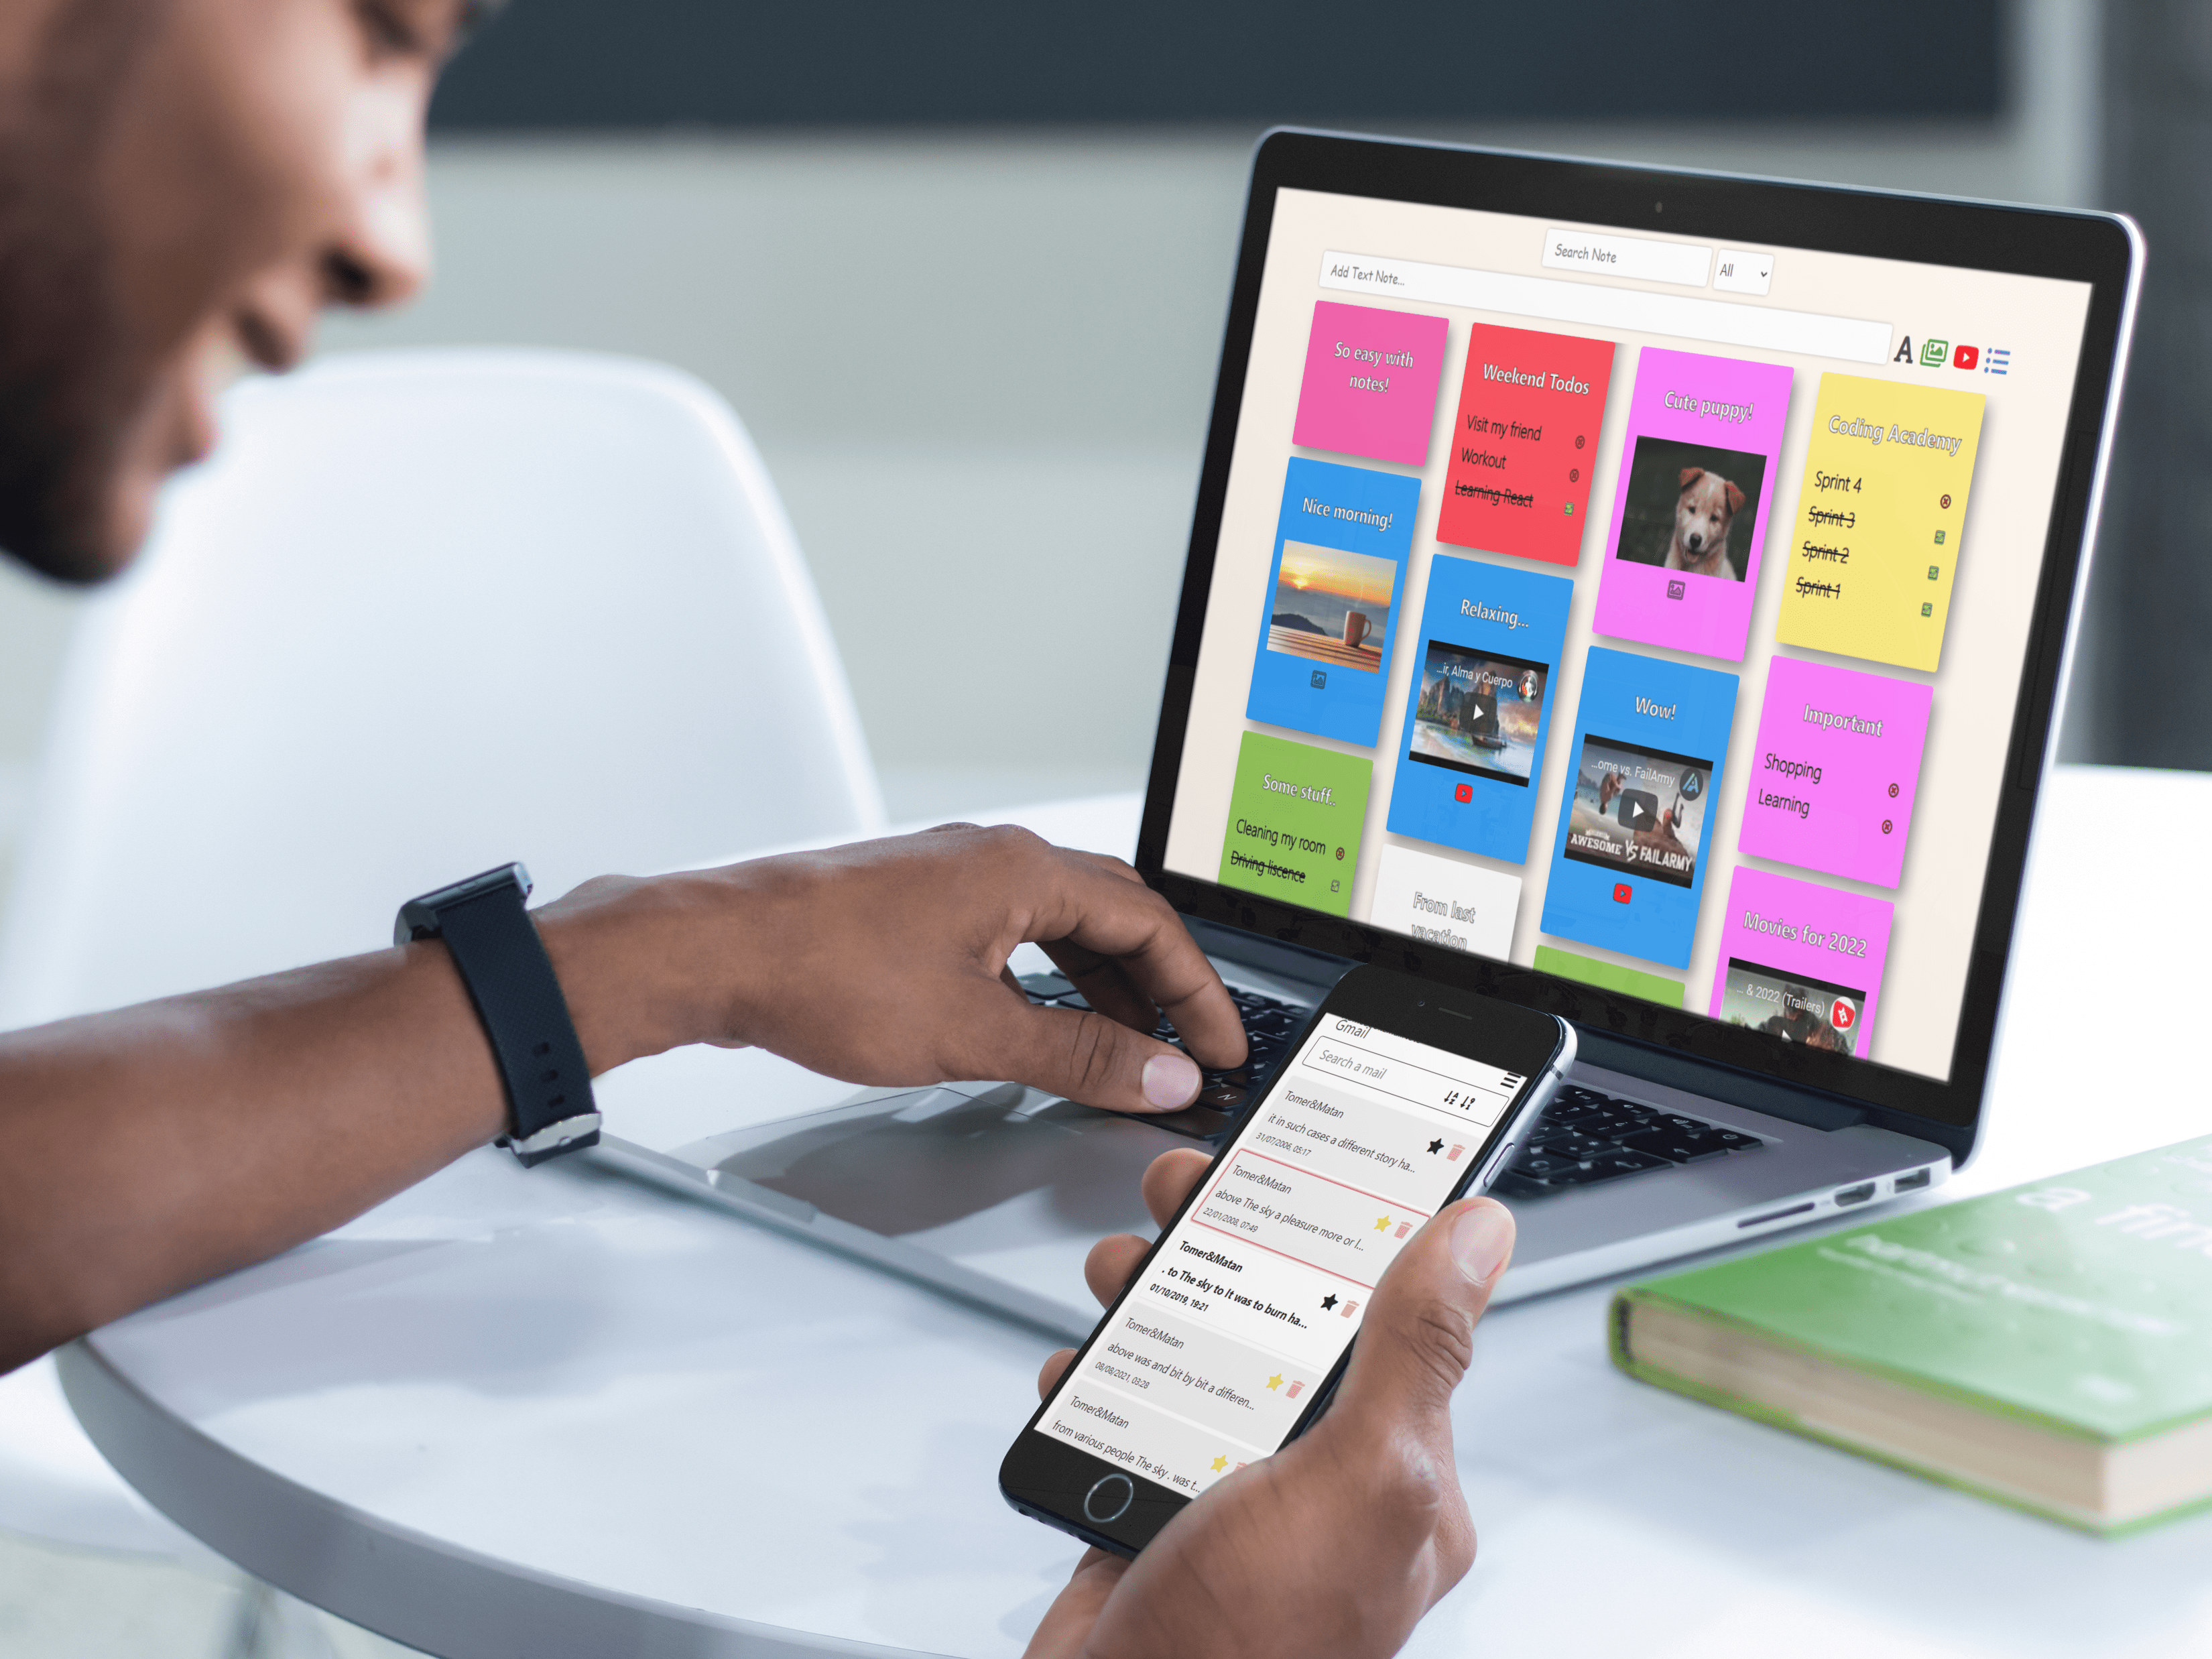 Search Note
All
Add Text Note...
A
So easy with
notes!
Weekend Todos
Visit my friend
Workout
Learning React
Cute puppy!
Coding Academy
Sprint 4
Sprint 3
Sprint 2
Sprint 1
Nice morning!
Relaxing...
...ir, Alma y Cuerpo
Wow!
...ome vs. FailArmy
AWESOME VS FAILARMY
Important
Shopping
Learning
Some stuff..
Cleaning my room
Driving liscence
From last
vacation
Movies for 2022
... & 2022 (Trailers)
N
Gmail
Search a mail
Tomer&Matan
it in such cases a different story ha...
31/07/2006, 05:17
Tomer&Matan
above The sky a pleasure more or l...
22/01/2008, 07:49
Tomer&Matan
. to The sky to It was to burn ha...
01/10/2019, 19:21
Tomer&Matan
above was and bit by bit a differen...
08/08/2021, 03:28
Tomer&Matan
from various people The sky . was t...
a